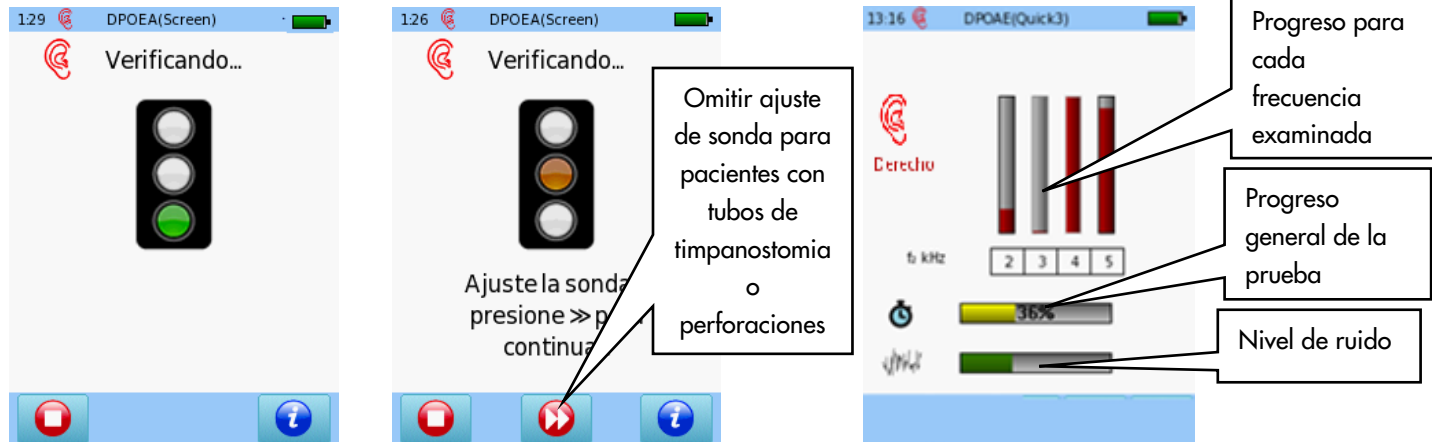 1:29 DPOEA(Screen)
Verificando...
1:26 DPOEA(Screen)
Verificando...
Ajuste la sonda
presione ≫
continua
Omitir ajuste
de sonda para
pacientes con
tubos de
timpanostomia
o
perforaciones
13:16 DPOAE(Quick3)
Derecho
f₂ kHz 2 3 4 5
36%
Progreso para
cada
frecuencia
examinada
Progreso
general de la
prueba
Nivel de ruido